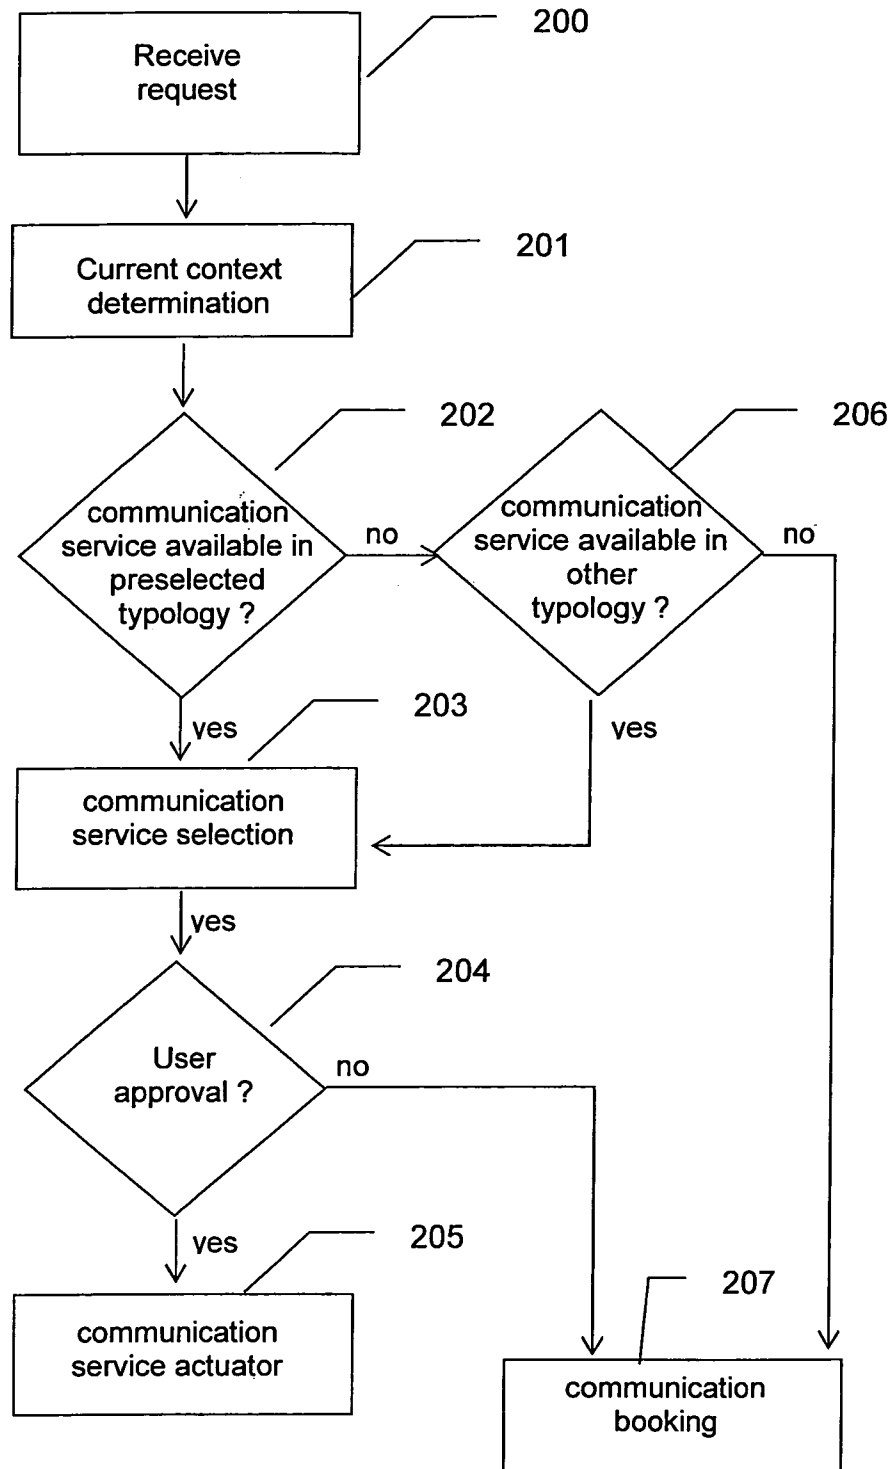 200
Receive
request
201
Current context
determination
202
206
communication
service available in
preselected
typology ?
no
communication
service available in
other
typology ?
no
yes
203
yes
communication
service selection
yes
204
User
approval ?
no
yes
205
207
communication
service actuator
communication
booking